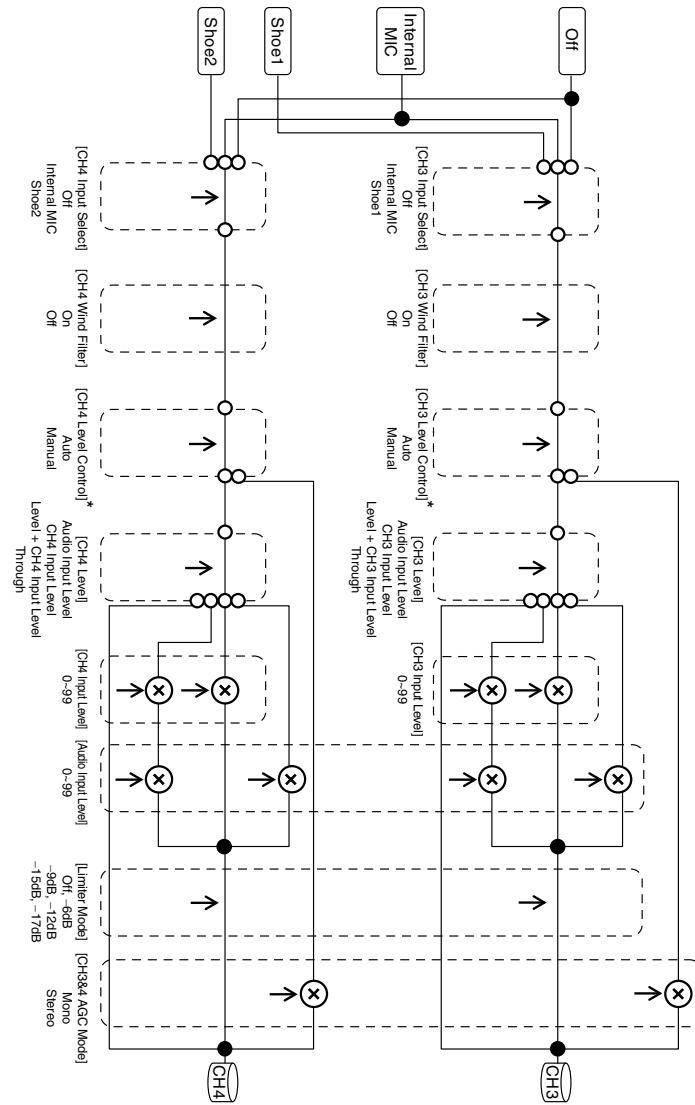 Off
Internal
MIC
Shoe1
Shoe2
[CH3 Input Select]
Off
Internal MIC
Shoe1
[CH3 Wind Filter]
On
Off
[CH3 Level Control]*
Auto
Manual
[CH3 Level]
Audio Input Level
CH3 Input Level
Level + CH3 Input Level
Through
[CH3 Input Level]
0~99
CH3
[CH4 Input Select]
Off
Internal MIC
Shoe2
[CH4 Wind Filter]
On
Off
[CH4 Level Control]*
Auto
Manual
[CH4 Level]
Audio Input Level
CH4 Input Level
Level + CH4 Input Level
Through
[CH4 Input Level]
0~99
[Audio Input Level]
0~99
[Limiter Mode]
Off, −6dB
−9dB, −12dB
−15dB, −17dB
[CH3&4 AGC Mode]
Mono
Stereo
CH4